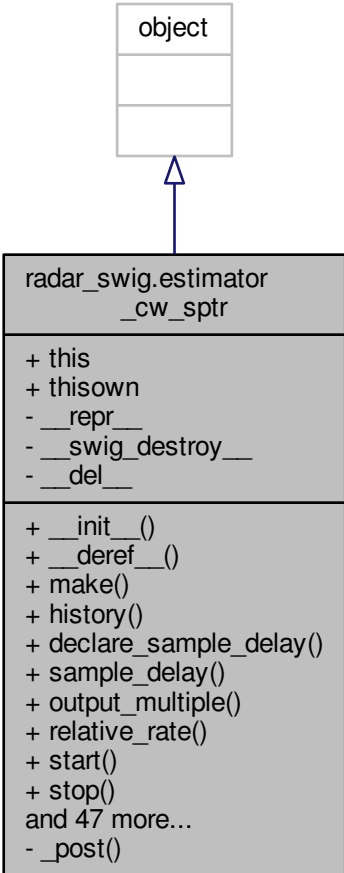 object
radar_swig.estimator
_cw_sptr
+ this
+ thisown
- __repr__
- __swig_destroy__
- __del__
+ __init__()
+ __deref__()
+ make()
+ history()
+ declare_sample_delay()
+ sample_delay()
+ output_multiple()
+ relative_rate()
+ start()
+ stop()
and 47 more...
- _post()